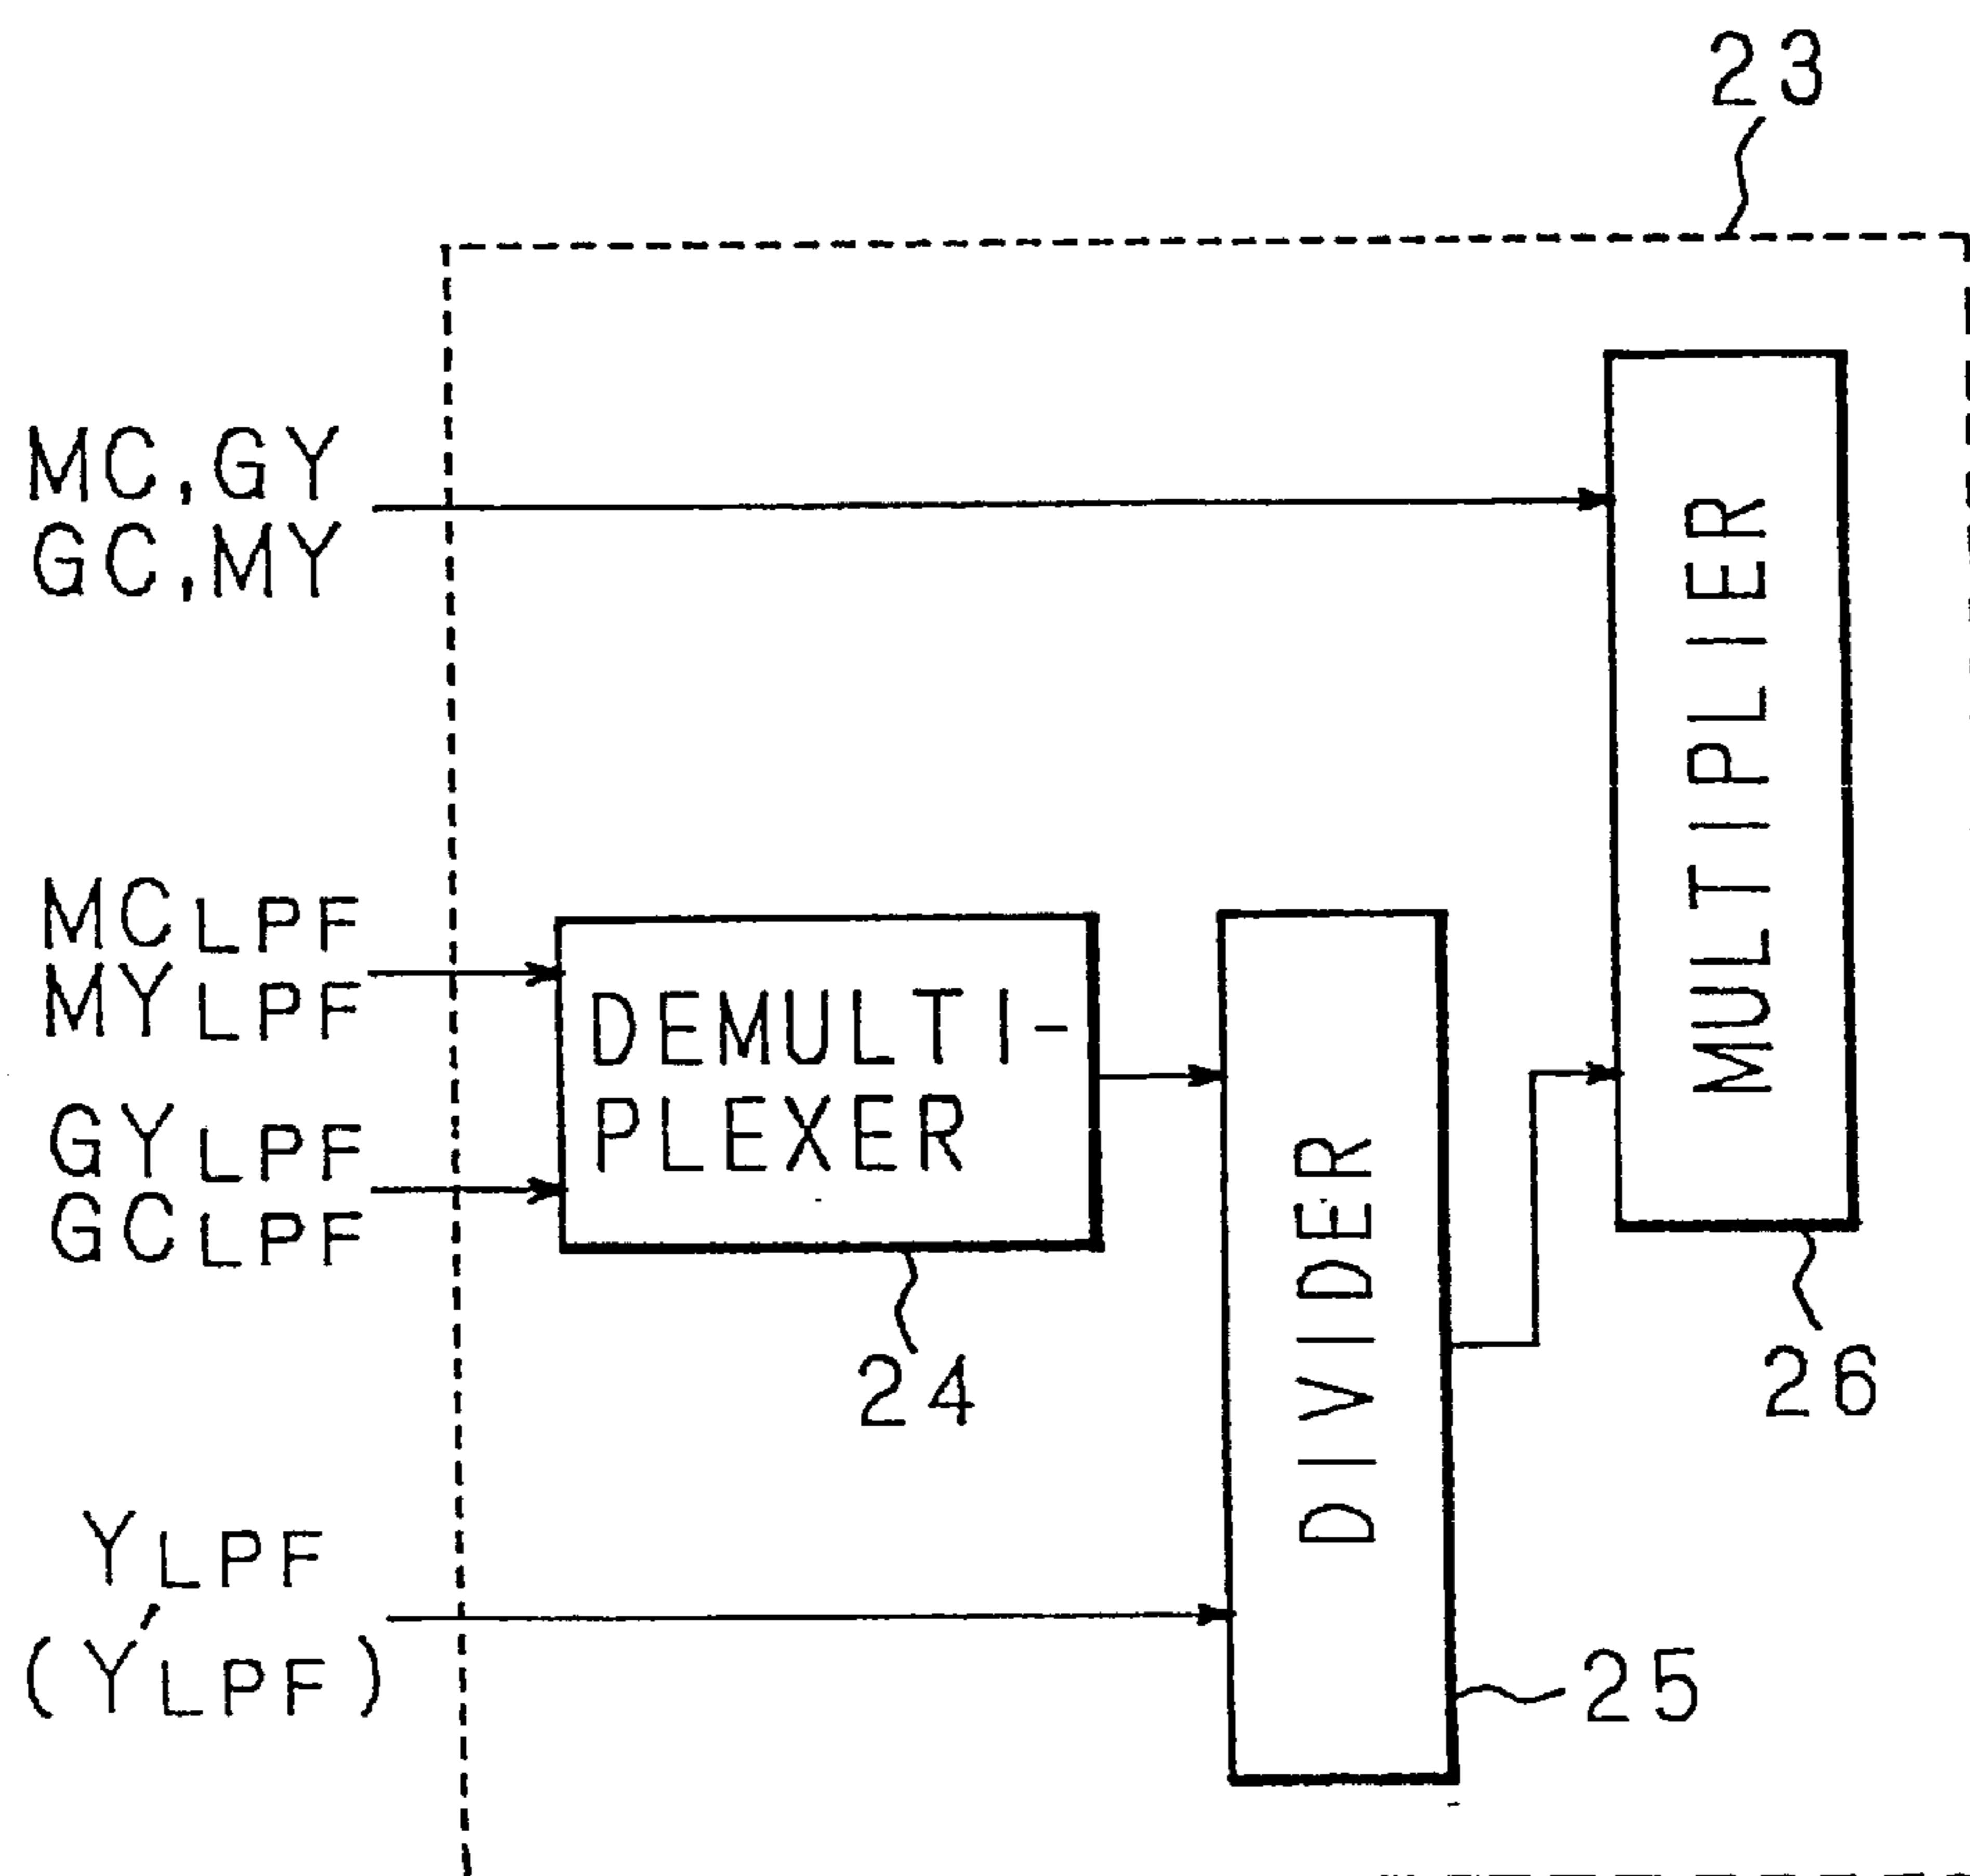 23
MC,GY
GC,MY
MULTIPLIER
MCLPF
MYLPF
DEMULTI-
PLEXER
GYLPF
GCLPF
DIVIDER
24
26
YLPF
(Y'LPF)
25